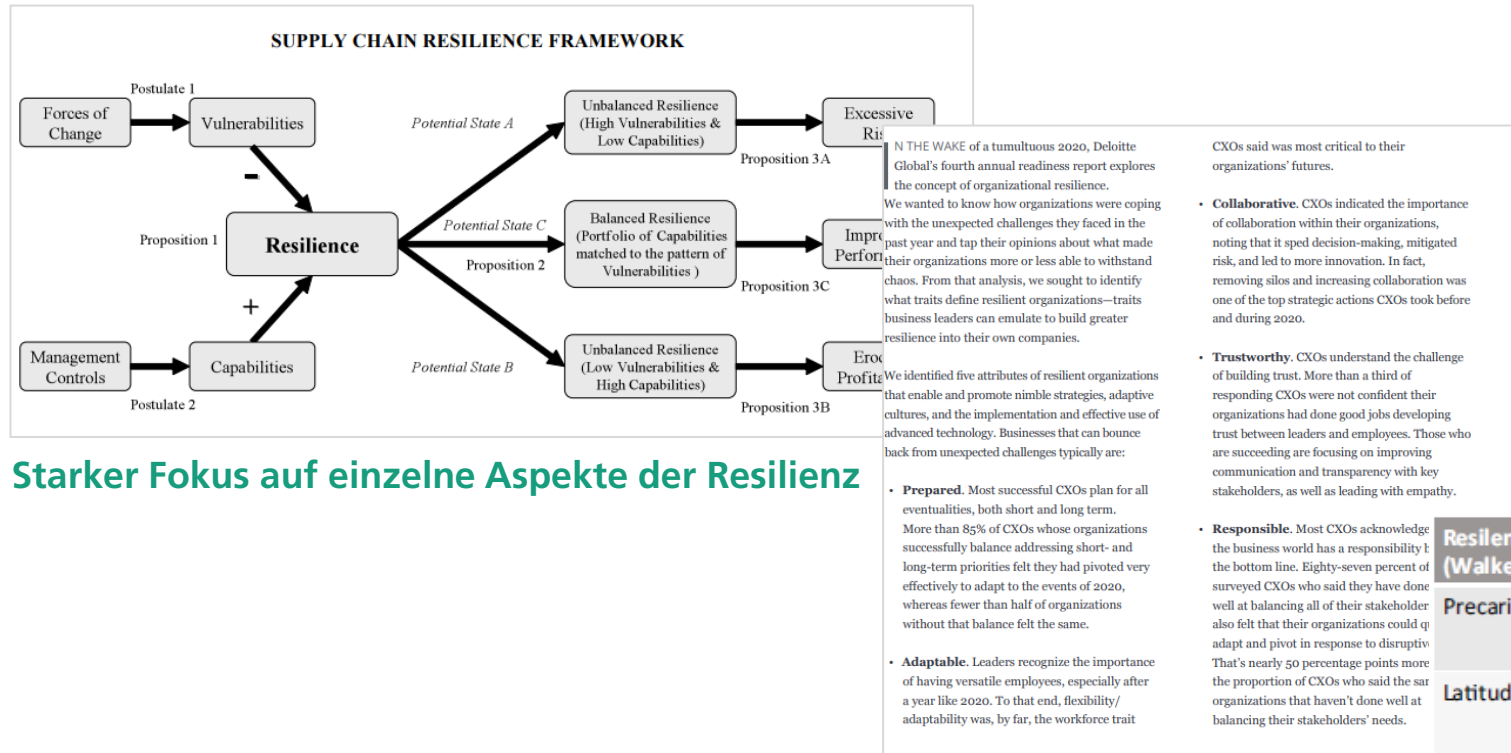 SUPPLY CHAIN RESILIENCE FRAMEWORK
Postulate 1
Forces of
Change
Vulnerabilities
-
Proposition 1
Resilience
+
Management
Controls
Capabilities
Postulate 2
Potential State A
Unbalanced Resilience
(High Vulnerabilities &
Low Capabilities)
Excessive
Proposition 3A
Potential State C
Proposition 2
Balanced Resilience
(Portfolio of Capabilities
matched to the pattern of
Vulnerabilities )
Proposition 3C
Potential State B
Unbalanced Resilience
(Low Vulnerabilities &
High Capabilities)
Proposition 3B
Starker Fokus auf einzelne Aspekte der Resilienz
N THE WAKE of a tumultuous 2020, Deloitte
Global’s fourth annual readiness report explores
the concept of organizational resilience.
We wanted to know how organizations were coping
with the unexpected challenges they faced in the
past year and tap their opinions about what made
their organizations more or less able to withstand
chaos. From that analysis, we sought to identify
what traits define resilient organizations—traits
business leaders can emulate to build greater
resilience into their own companies.
We identified five attributes of resilient organizations
that enable and promote nimble strategies, adaptive
cultures, and the implementation and effective use of
advanced technology. Businesses that can bounce
back from unexpected challenges typically are:
• Prepared. Most successful CXOs plan for all
eventualities, both short and long term.
More than 85% of CXOs whose organizations
successfully balance addressing short- and
long-term priorities felt they had pivoted very
effectively to adapt to the events of 2020,
whereas fewer than half of organizations
without that balance felt the same.
• Adaptable. Leaders recognize the importance
of having versatile employees, especially after
a year like 2020. To that end, flexibility/
adaptability was, by far, the workforce trait
CXOs said was most critical to their
organizations’ futures.
• Collaborative. CXOs indicated the importance
of collaboration within their organizations,
noting that it sped decision-making, mitigated
risk, and led to more innovation. In fact,
removing silos and increasing collaboration was
one of the top strategic actions CXOs took before
and during 2020.
• Trustworthy. CXOs understand the challenge
of building trust. More than a third of
responding CXOs were not confident their
organizations had done good jobs developing
trust between leaders and employees. Those who
are succeeding are focusing on improving
communication and transparency with key
stakeholders, as well as leading with empathy.
• Responsible. Most CXOs acknowledge
the business world has a responsibility
the bottom line. Eighty-seven percent of
surveyed CXOs who said they have done
well at balancing all of their stakeholder
also felt that their organizations could
adapt and pivot in response to
That’s nearly 50 percentage points more
the proportion of CXOs who said the
organizations that haven’t done well at
balancing their stakeholders’ needs.